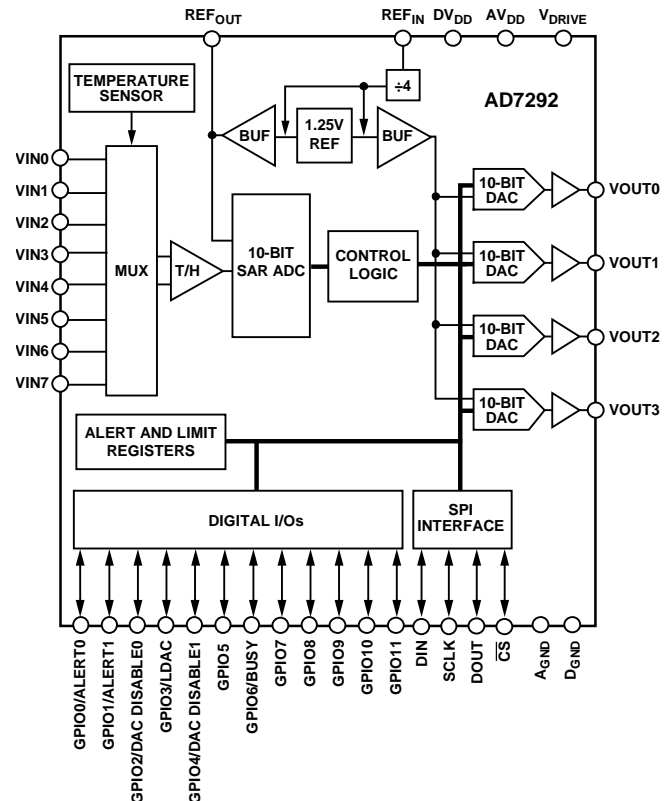 REFOUT
REFIN
DVDD
AVDD
VDRIVE
TEMPERATURE
SENSOR
÷4
AD7292
BUF
1.25V
REF
BUF
VIN0
VIN1
VIN2
VIN3
VIN4
VIN5
VIN6
VIN7
MUX
T/H
10-BIT
SAR ADC
CONTROL
LOGIC
10-BIT
DAC
VOUT0
10-BIT
DAC
VOUT1
10-BIT
DAC
VOUT2
10-BIT
DAC
VOUT3
ALERT AND LIMIT
REGISTERS
DIGITAL I/Os
SPI
INTERFACE
GPIO0/ALERT0
GPIO1/ALERT1
GPIO2/DAC DISABLE0
GPIO3/LDAC
GPIO4/DAC DISABLE1
GPIO5
GPIO6/BUSY
GPIO7
GPIO8
GPIO9
GPIO10
GPIO11
DIN
SCLK
DOUT
CS
AGND
DGND